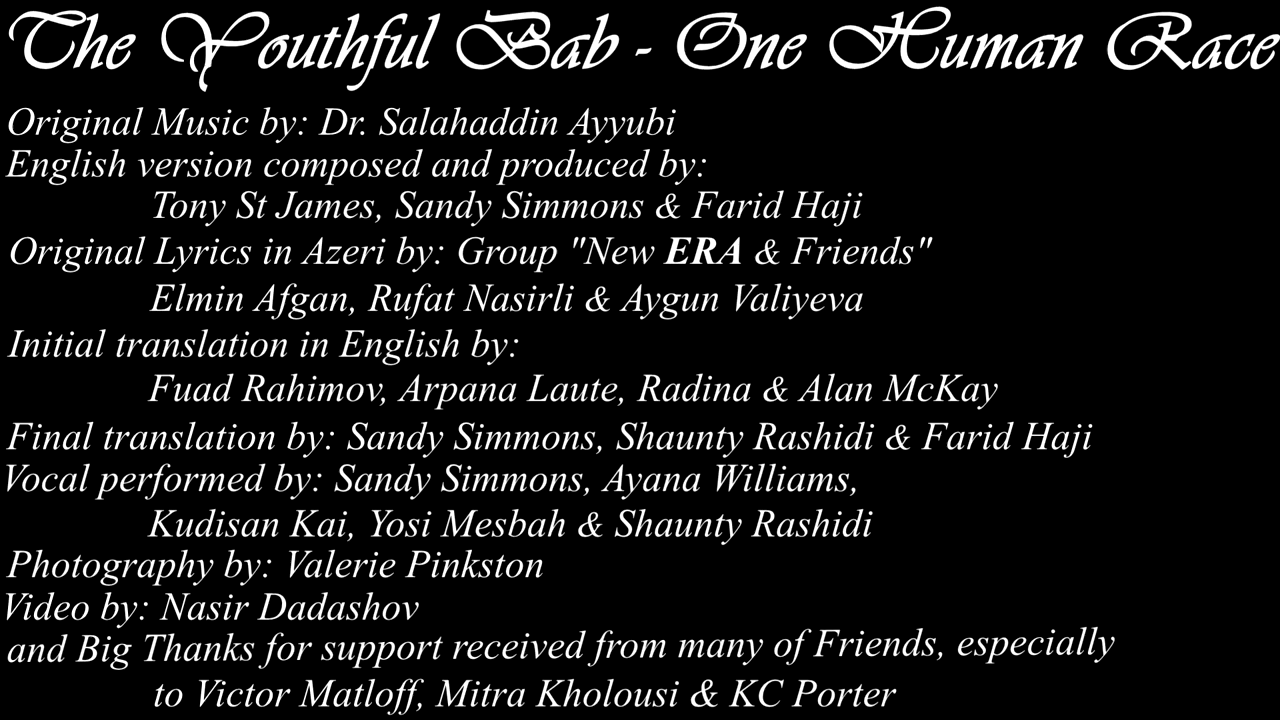 The Youthful Bab - One Human Race
Original Music by: Dr. Salahaddin Ayyubi
English version composed and produced by:
Tony St James, Sandy Simmons & Farid Haji
Original Lyrics in Azeri by: Group "New ERA & Friends"
Elmin Afgan, Rufat Nasirli & Aygun Valiyeva
Initial translation in English by:
Fuad Rahimov, Arpana Laute, Radina & Alan McKay
Final translation by: Sandy Simmons, Shaunty Rashidi & Farid Haji
Vocal performed by: Sandy Simmons, Ayana Williams,
Kudisan Kai, Yosi Mesbah & Shaunty Rashidi
Photography by: Valerie Pinkston
Video by: Nasir Dadashov
and Big Thanks for support received from many of Friends, especially
to Victor Matloff, Mitra Kholousi & KC Porter